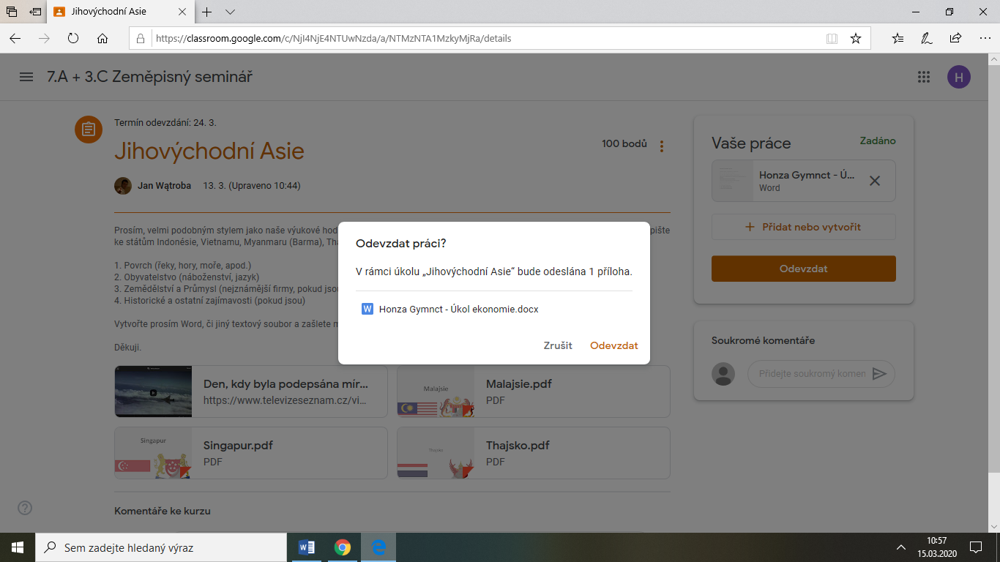 Jihovýchodní Asie
https://classroom.google.com/c/NjI4NjE4NTUwNzda/a/NTMzNTA1MzkyMjRa/details
7.A + 3.C Zeměpisný seminář
H
Termín odevzdání: 24. 3.
Jihovýchodní Asie
100 bodů
Jan Wątroba 13. 3. (Upraveno 10:44)
Prosím, velmi podobným stylem jako naše výukové hod
pište
ke státům Indonésie, Vietnamu, Myanmaru (Barma), Tha
1. Povrch (řeky, hory, moře, apod.)
2. Obyvatelstvo (náboženství, jazyk)
3. Zemědělství a Průmysl (nejznámější firmy, pokud jsou
4. Historické a ostatní zajímavosti (pokud jsou)
Vytvořte prosím Word, či jiný textový soubor a zašlete m
Děkuji.
Odevzdat práci?
V rámci úkolu „Jihovýchodní Asie“ bude odeslána 1 příloha.
W Honza Gymnct - Úkol ekonomie.docx
Zrušit Odevzdat
Den, kdy byla podepsána mír...
https://www.televizeseznam.cz/vi...
Malajsie
Malajsie.pdf
PDF
Singapur
Singapur.pdf
PDF
Thajsko
Thajsko.pdf
PDF
Komentáře ke kurzu
Vaše práce
Zadáno
Honza Gymnct - Ú...
Word
+ Přidat nebo vytvořit
Odevzdat
Soukromé komentáře
Přidejte soukromý komen
Sem zadejte hledaný výraz
10:57
15.03.2020